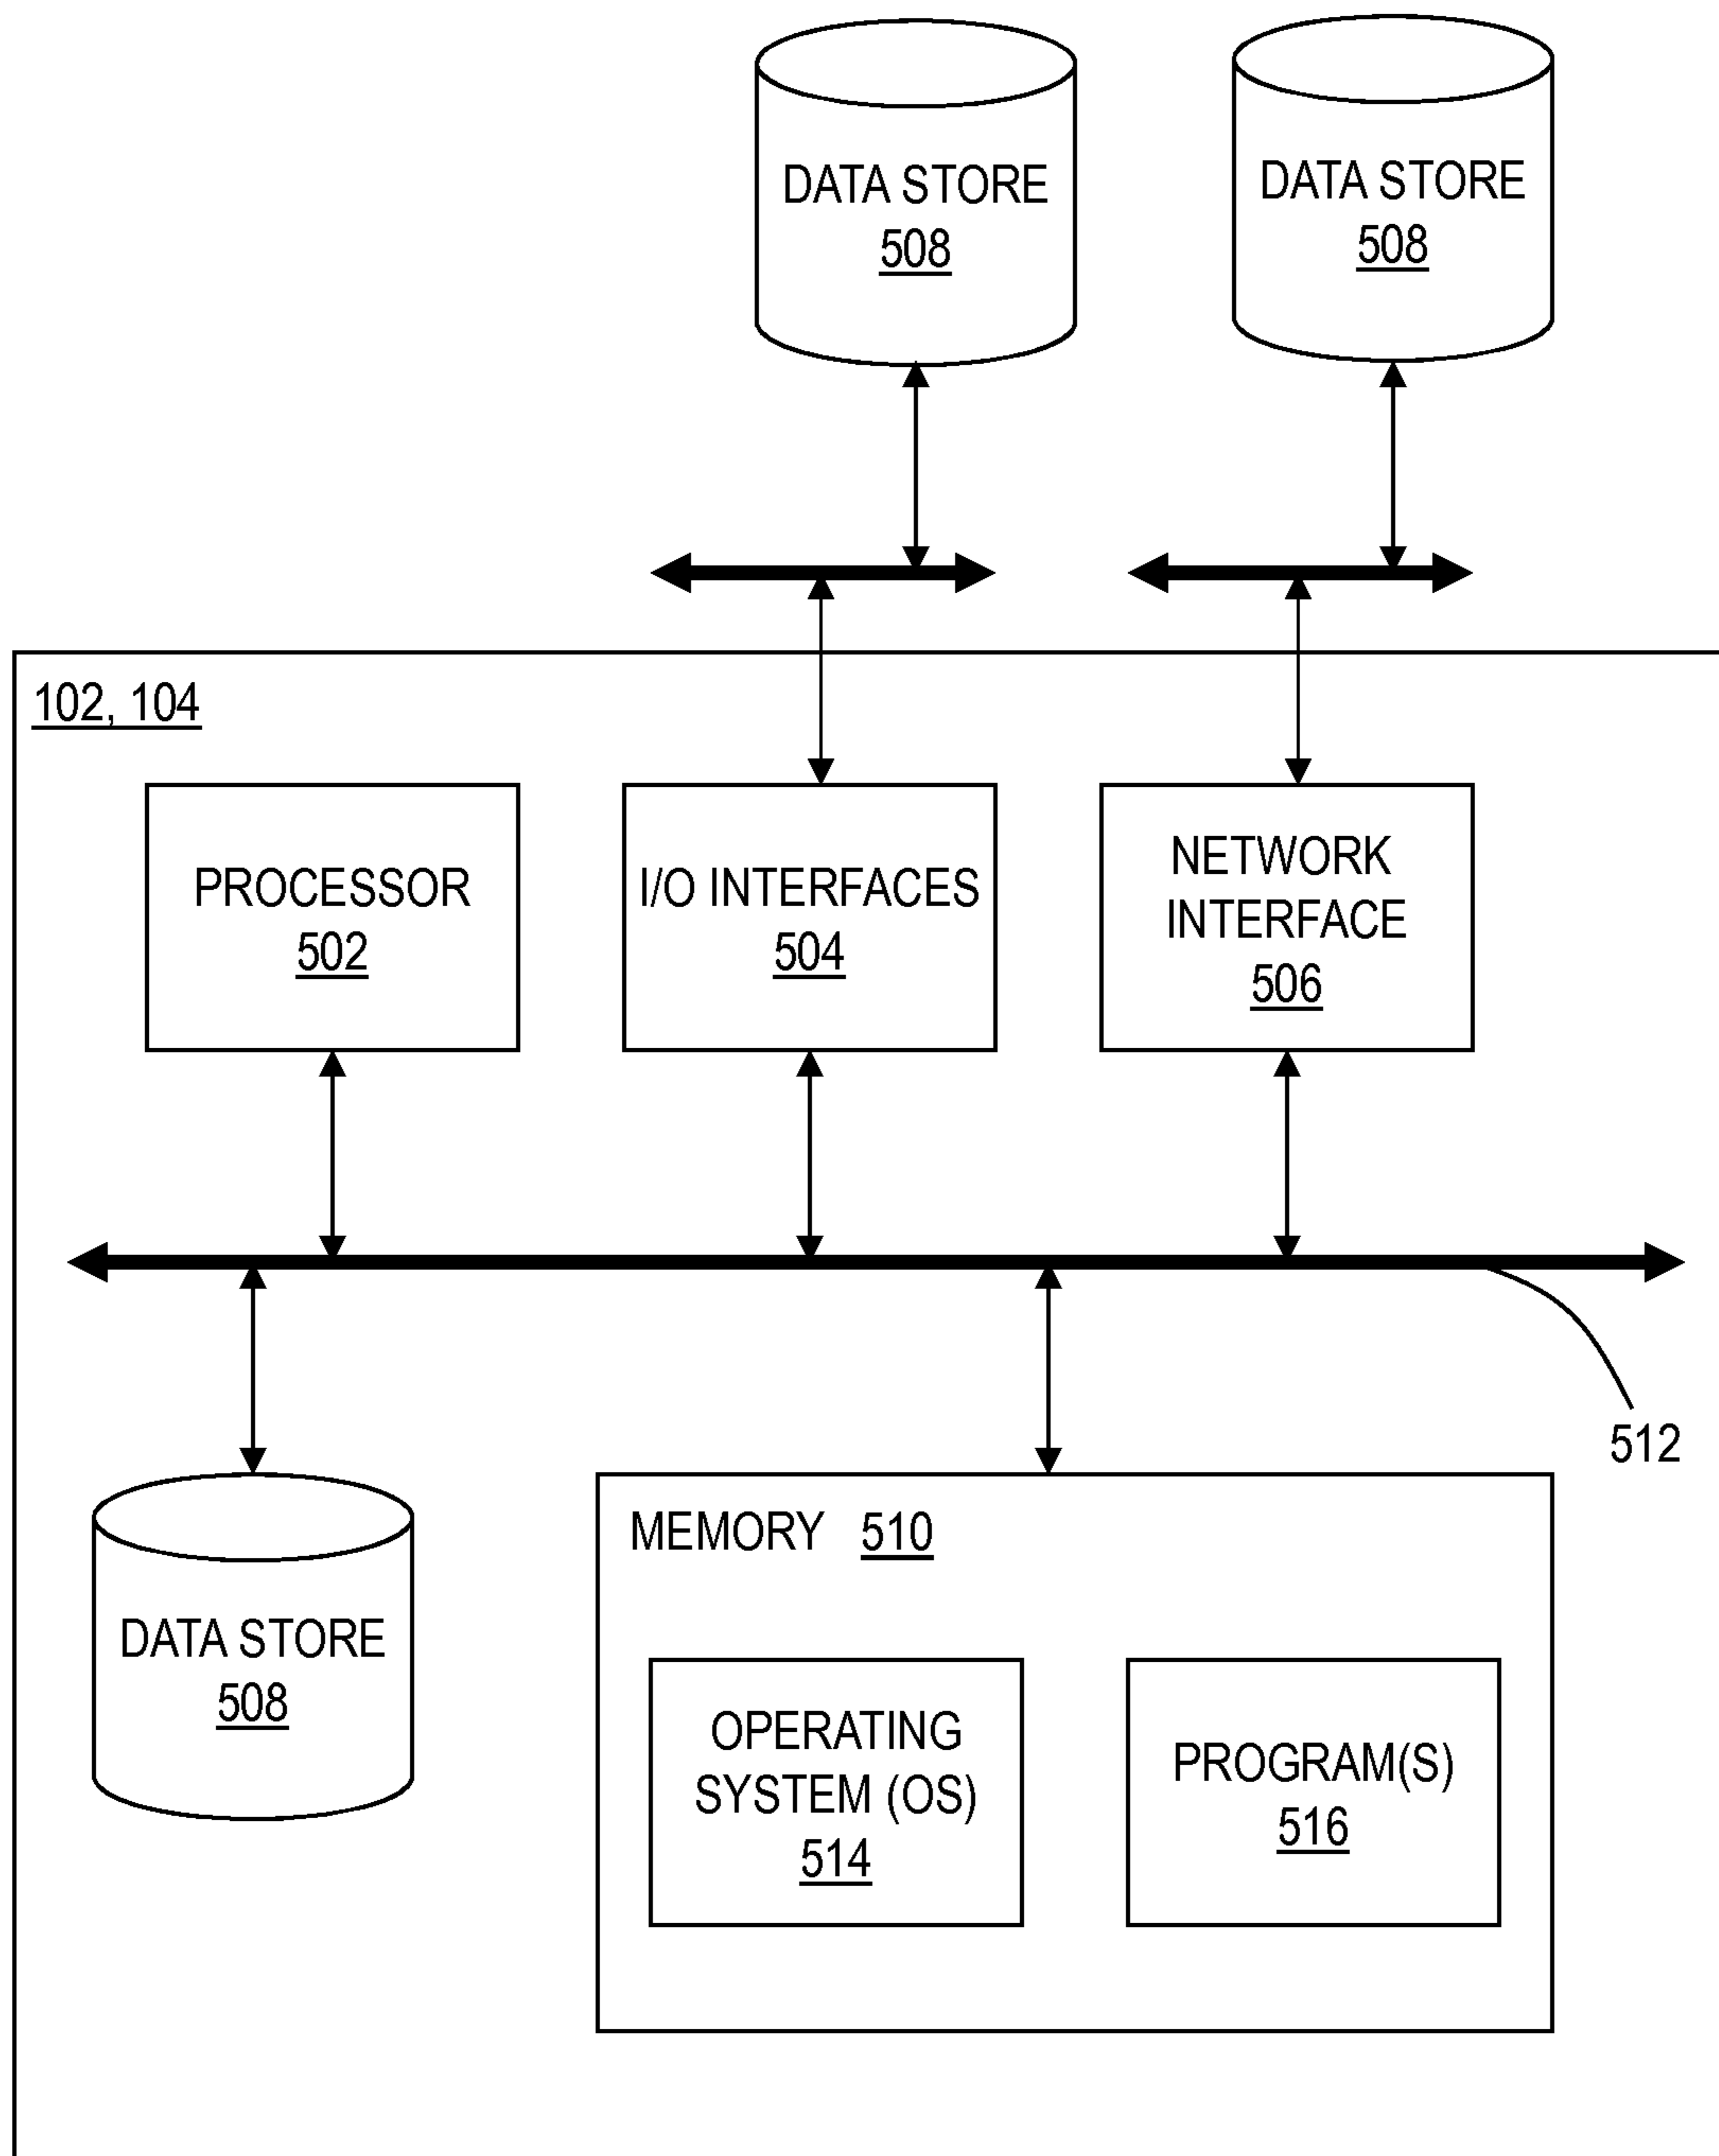 DATA STORE
508
DATA STORE
508
102, 104
PROCESSOR
502
I/O INTERFACES
504
NETWORK
INTERFACE
506
512
DATA STORE
508
MEMORY 510
OPERATING
SYSTEM (OS)
514
PROGRAM(S)
516